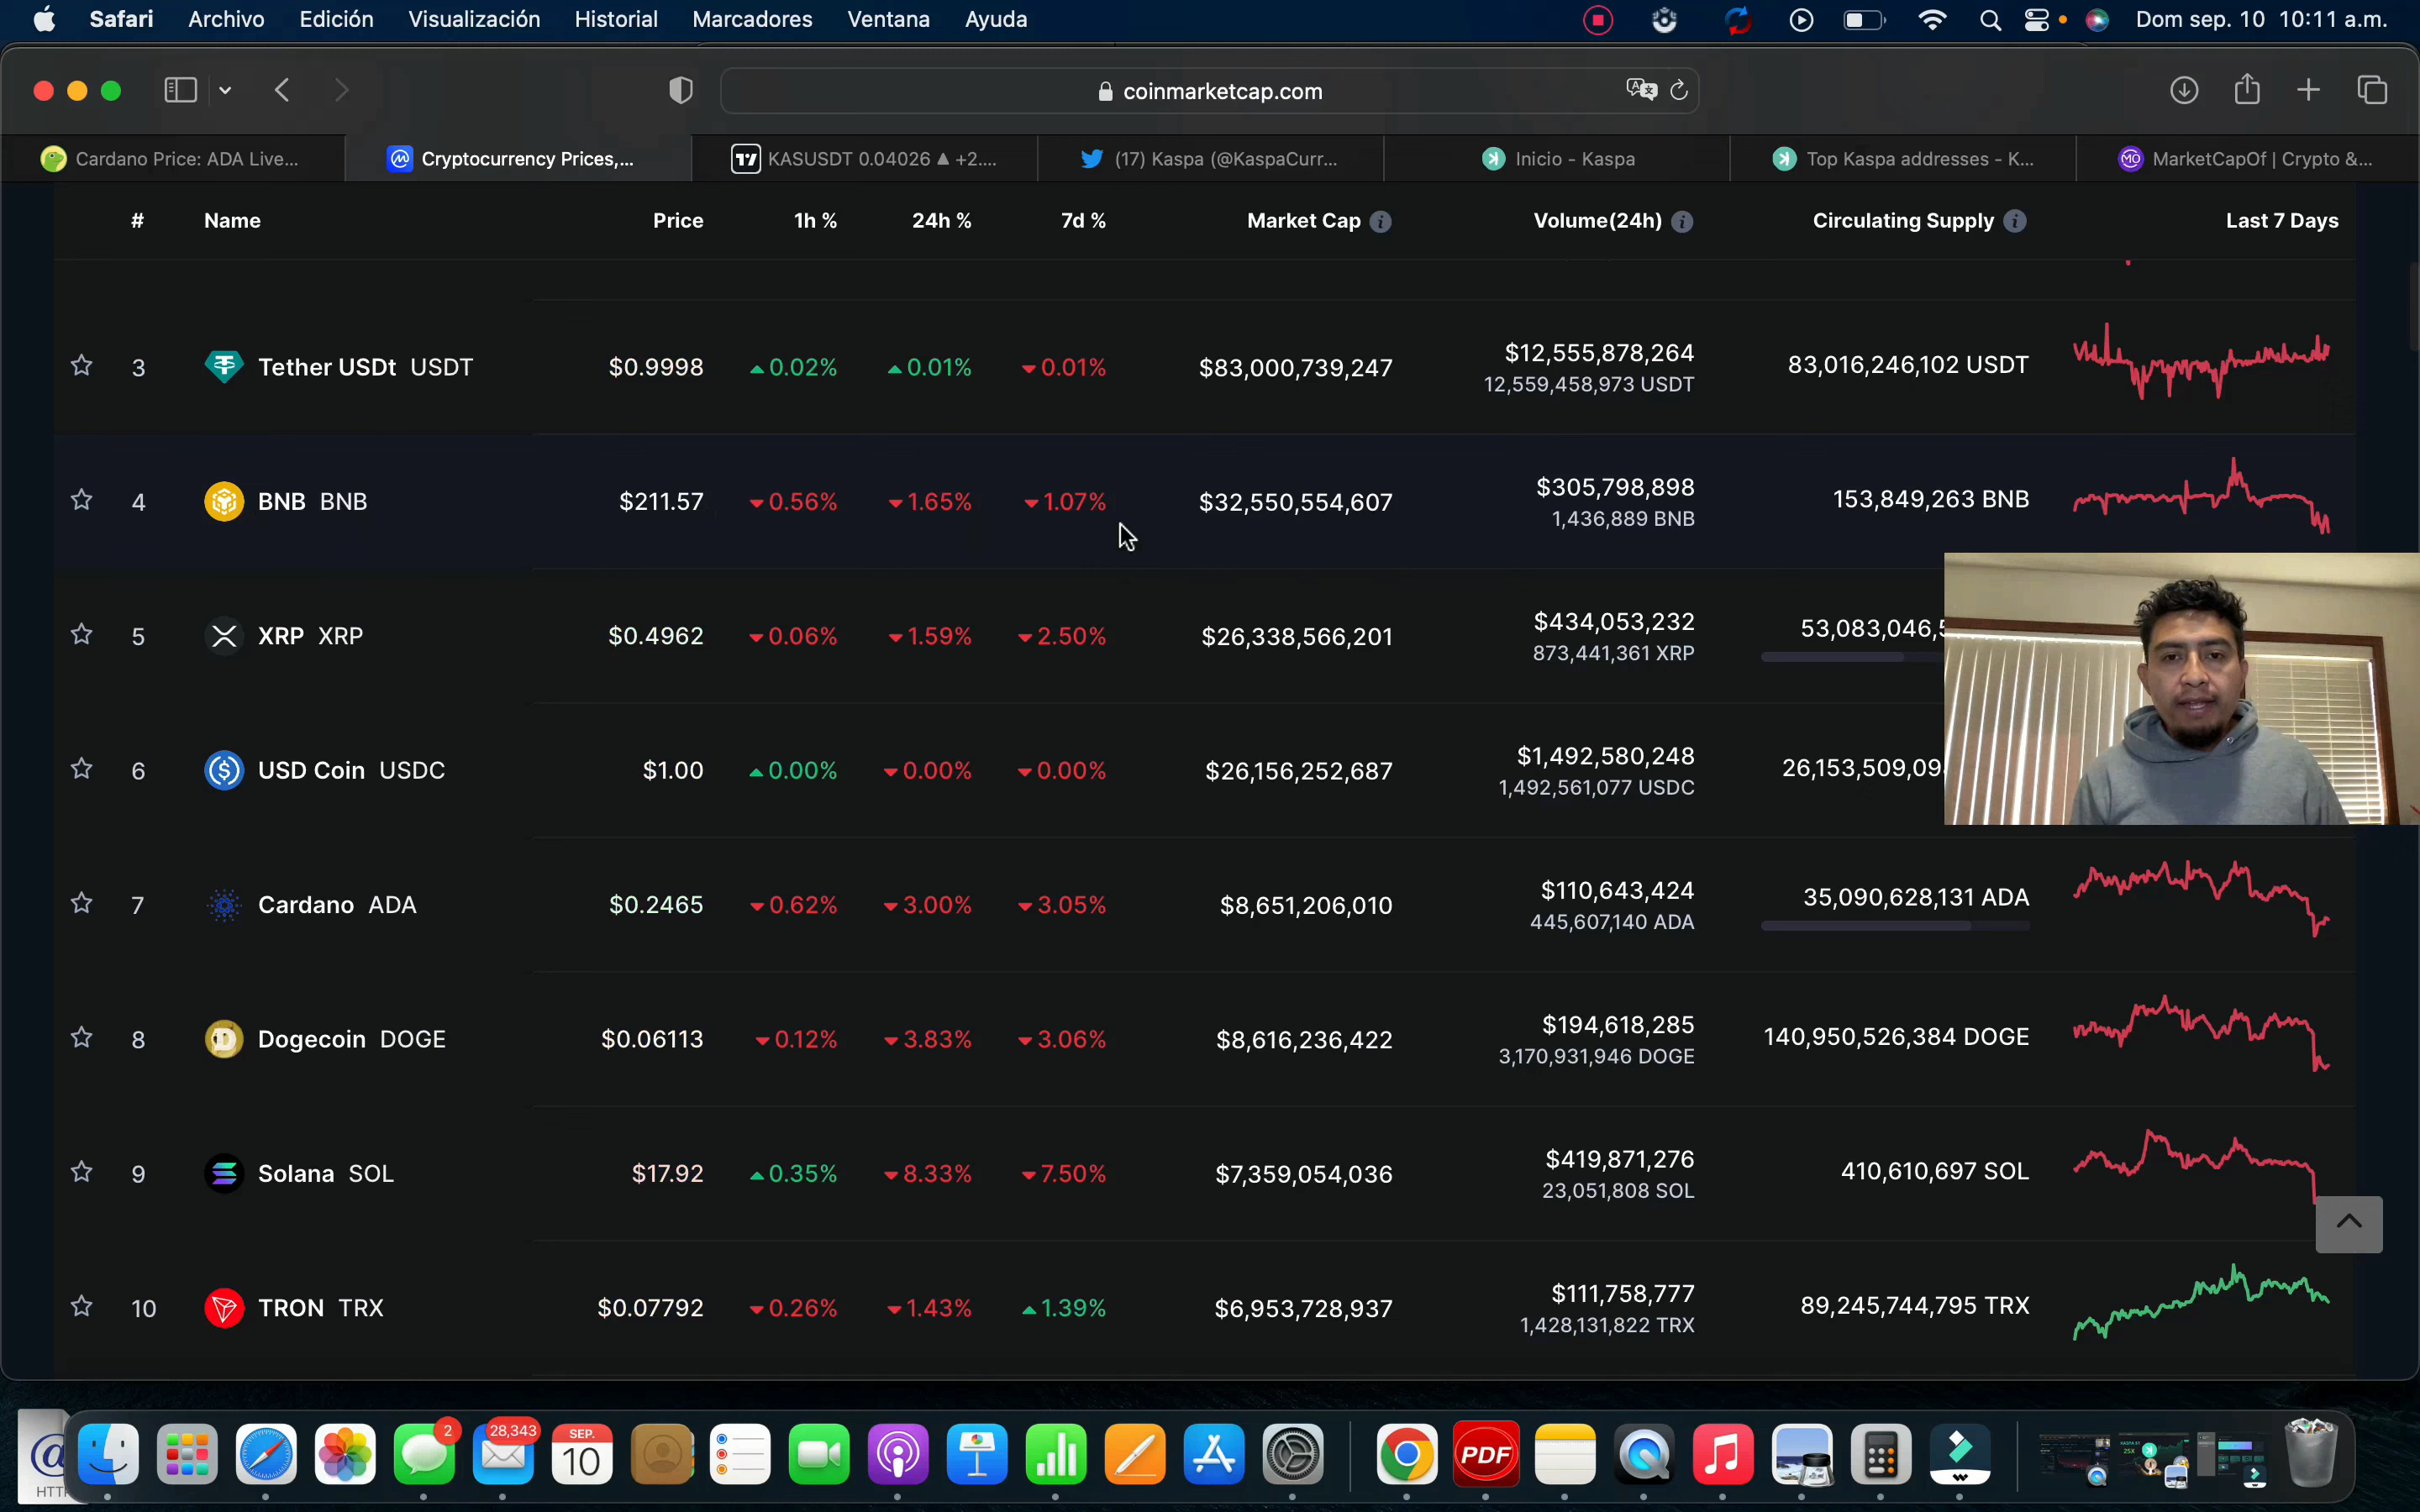 Safari Archivo Edición Visualización Historial Marcadores Ventana Ayuda Dom sep. 10 10:11 a.m.
coinmarketcap.com
Cardano Price: ADA Live... Cryptocurrency Prices,... KASUSDT 0.04026 ▲ +2.... (17) Kaspa (@KaspaCurr... Inicio - Kaspa Top Kaspa addresses - K... MarketCapOf | Crypto &...
# Name Price 1h % 24h % 7d % Market Cap Volume(24h) Circulating Supply Last 7 Days
3 Tether USDt USDT $0.9998 ▲0.02% ▲0.01% ▼0.01% $83,000,739,247 $12,555,878,264 83,016,246,102 USDT
12,559,458,973 USDT
4 BNB BNB $211.57 ▼0.56% ▼1.65% ▼1.07% $32,550,554,607 $305,798,898 153,849,263 BNB
1,436,889 BNB
5 XRP XRP $0.4962 ▼0.06% ▼1.59% ▼2.50% $26,338,566,201 $434,053,232 53,083,046,5
873,441,361 XRP
6 USD Coin USDC $1.00 ▲0.00% ▼0.00% ▼0.00% $26,156,252,687 $1,492,580,248 26,153,509,09
1,492,561,077 USDC
7 Cardano ADA $0.2465 ▼0.62% ▼3.00% ▼3.05% $8,651,206,010 $110,643,424 35,090,628,131 ADA
445,607,140 ADA
8 Dogecoin DOGE $0.06113 ▼0.12% ▼3.83% ▼3.06% $8,616,236,422 $194,618,285 140,950,526,384 DOGE
3,170,931,946 DOGE
9 Solana SOL $17.92 ▲0.35% ▼8.33% ▼7.50% $7,359,054,036 $419,871,276 410,610,697 SOL
23,051,808 SOL
10 TRON TRX $0.07792 ▼0.26% ▼1.43% ▲1.39% $6,953,728,937 $111,758,777 89,245,744,795 TRX
1,428,131,822 TRX
2 28,343 SEP. 10 PDF